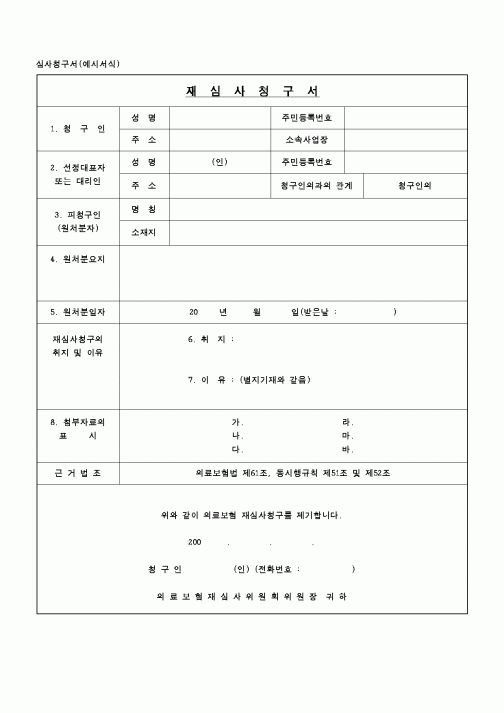 심사청구서(예시서식)
재 심 사 청 구 서
1. 청 구 인
성 명
주민등록번호
주 소
소속사업장
2. 선정대표자
또는 대리인
성 명
(인)
주민등록번호
주 소
청구인의과의 관계
청구인의
3. 피청구인
(원처분자)
명 칭
소재지
4. 원처분요지
5. 원처분일자
20 년 월 일(받은날 : )
재심사청구의
취지 및 이유
6. 취 지 :
7. 이 유 : (별지기재와 같음)
8. 첨부자료의
표 시
가. 라.
나. 마.
다. 바.
근 거 법 조
의료보험법 제61조, 동시행규칙 제51조 및 제52조
위와 같이 의료보험 재심사청구를 제기합니다.
200 . . .
청 구 인 (인) (전화번호 : )
의 료 보 험 재 심 사 위 원 회 위 원 장 귀 하